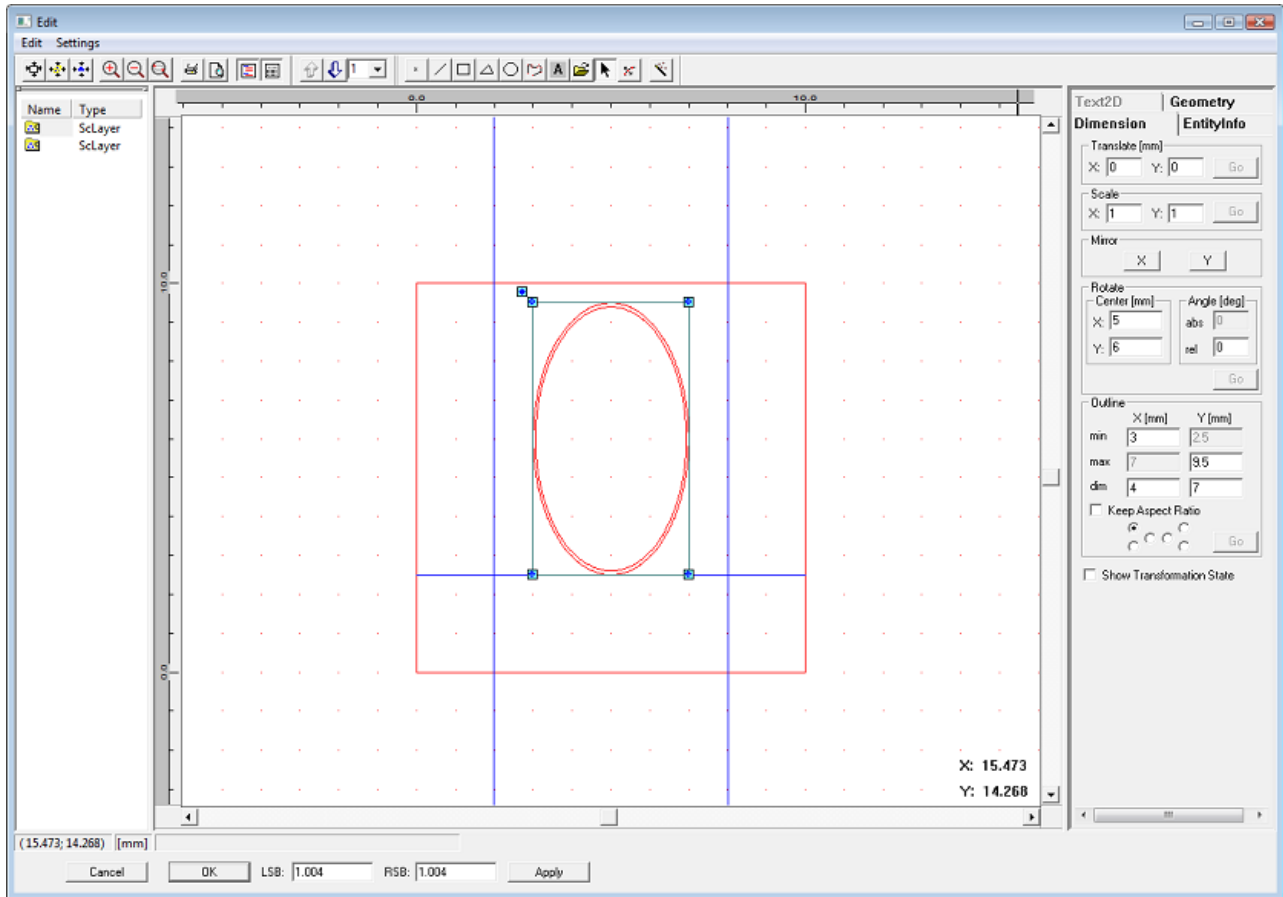 Edit
Edit Settings
1
A
Name Type
ScLayer
ScLayer
0.0 10.0
10.0
0.0
X: 15.473
Y: 14.268
Text2D Geometry
Dimension EntityInfo
Translate [mm]
X: 0 Y: 0 Go
Scale
X: 1 Y: 1 Go
Mirror
X Y
Rotate
Center [mm] Angle [deg]
X: 5 abs 0
Y: 6 rel 0
Go
Outline
X [mm] Y [mm]
min 3 2.5
max 7 9.5
dim 4 7
Keep Aspect Ratio
Go
Show Transformation State
(15.473; 14.268) [mm]
Cancel OK LSB: 1.004 RSB: 1.004 Apply